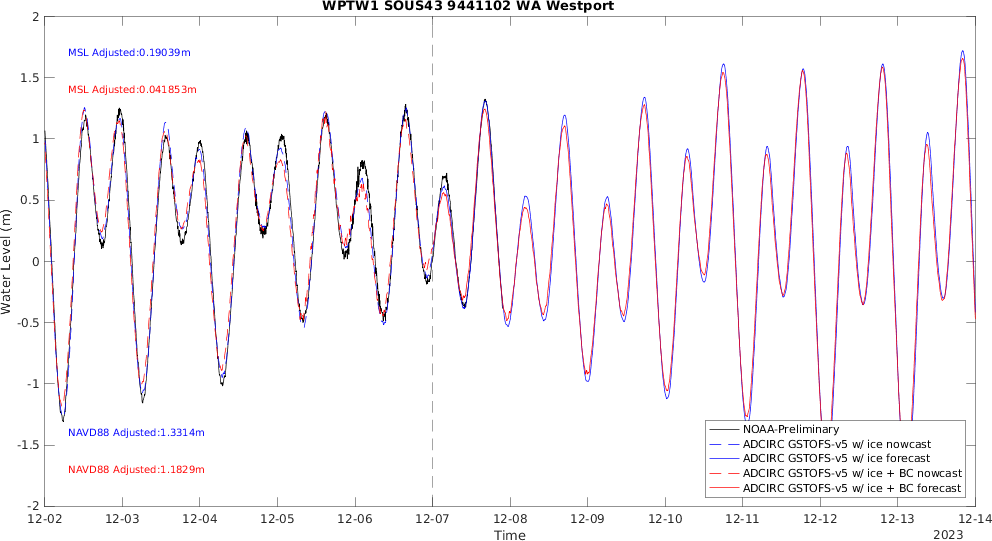 WPTW1 SOUS43 9441102 WA Westport
MSL Adjusted:0.19039m
MSL Adjusted:0.041853m
NAVD88 Adjusted:1.3314m
NAVD88 Adjusted:1.1829m
Water Level (m)
2
1.5
1
0.5
0
-0.5
-1
-1.5
-2
NOAA-Preliminary
ADCIRC GSTOFS-v5 w/ ice nowcast
ADCIRC GSTOFS-v5 w/ ice forecast
ADCIRC GSTOFS-v5 w/ ice + BC nowcast
ADCIRC GSTOFS-v5 w/ ice + BC forecast
12-02 12-03 12-04 12-05 12-06 12-07 12-08 12-09 12-10 12-11 12-12 12-13 12-14
Time
2023